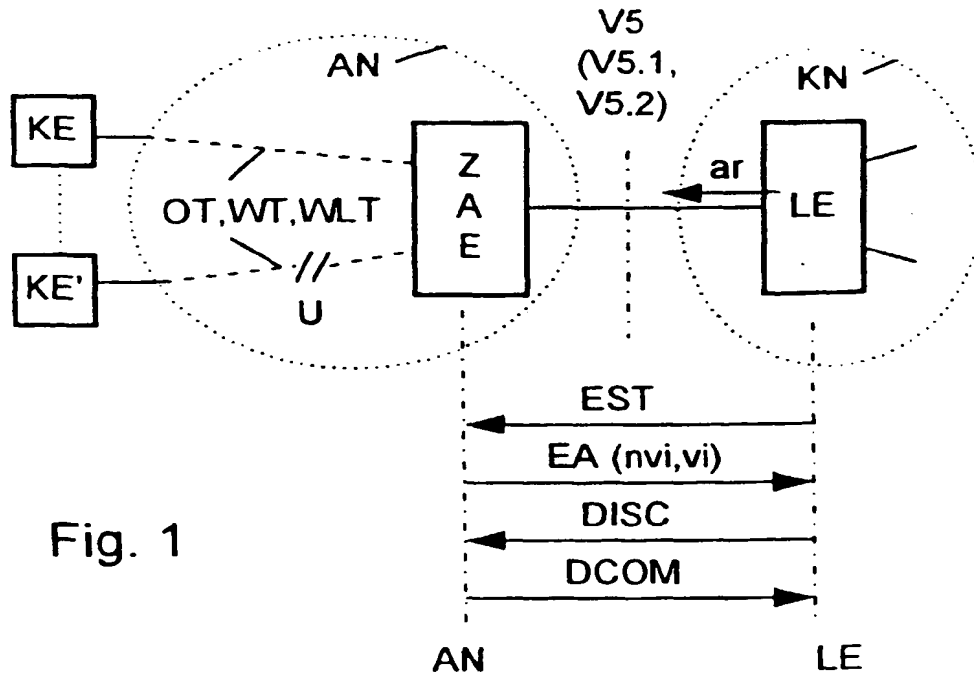 V5
(V5.1,
V5.2)
AN
KN
KE
Z
A
E
ar
LE
OT,WT,WLT
KE'
U
EST
EA (nvi,vi)
DISC
DCOM
Fig. 1
AN
LE